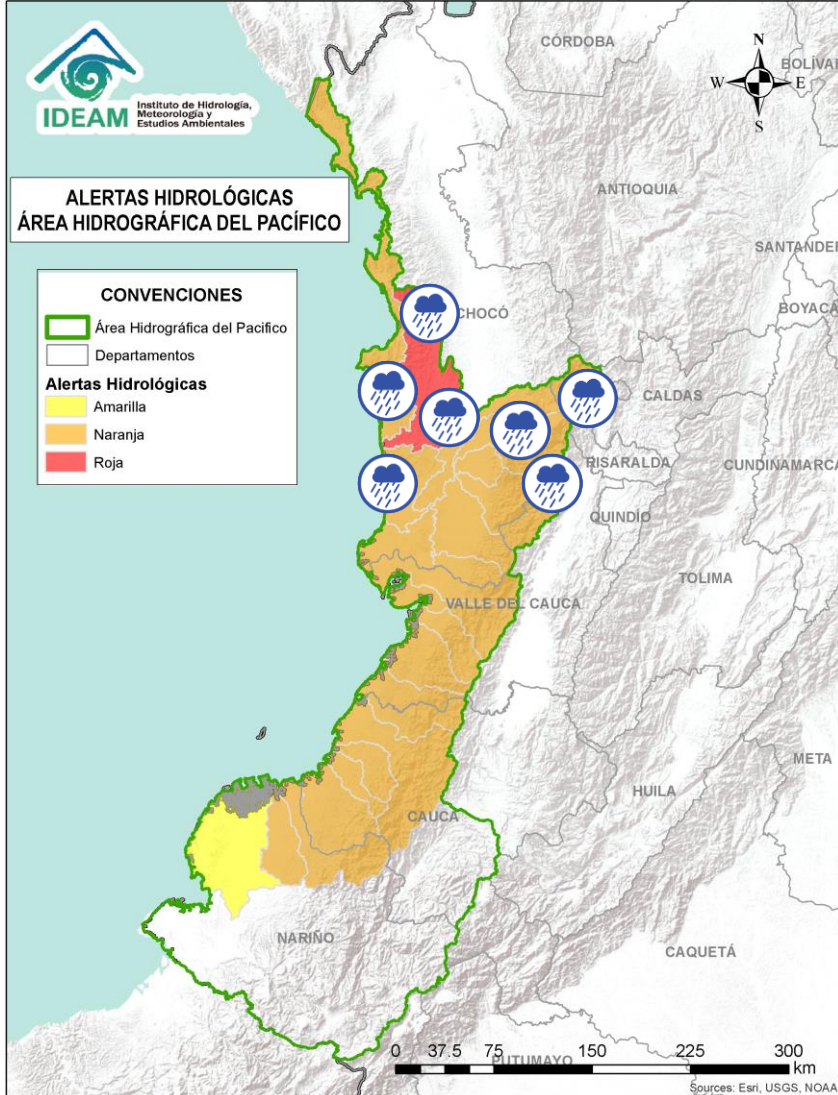 IDEAM
Instituto de Hidrología,
Meteorología y
Estudios Ambientales
ALERTAS HIDROLÓGICAS
ÁREA HIDROGRÁFICA DEL PACÍFICO
CONVENCIONES
Área Hidrográfica del Pacifico
Departamentos
Alertas Hidrológicas
Amarilla
Naranja
Roja
N
W E
S
CÓRDOBA
BOLÍVAR
ANTIOQUIA
SANTANDER
BOYACÁ
CHOCÓ
CALDAS
RISARALDA
CUNDINAMARCA
QUINDÍO
TOLIMA
VALLE DEL CAUCA
META
HUILA
CAUCA
NARIÑO
CAQUETÁ
PUTUMAYO
0 37.5 75 150 225 300
km
Sources: Esri, USGS, NOAA